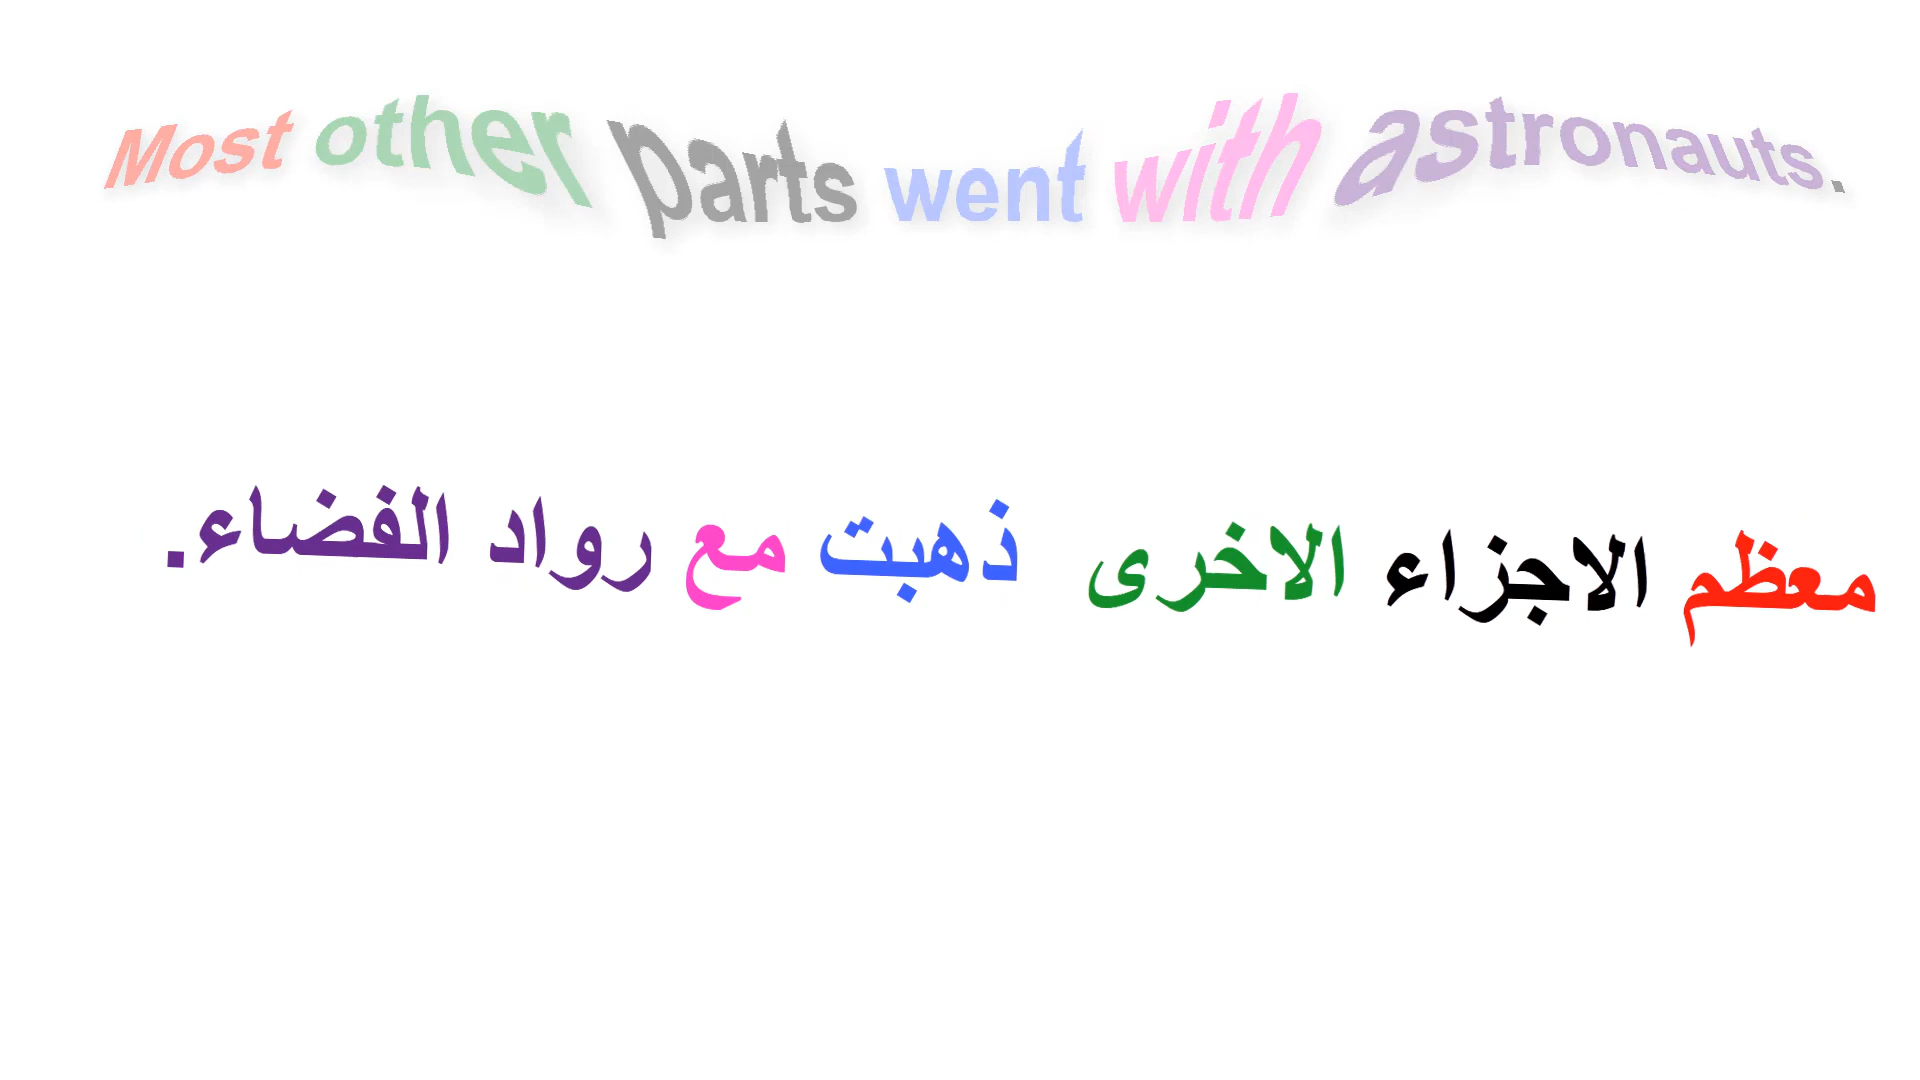 Most other parts went with astronauts.
معظم الاجزاء الاخرى ذهبت مع رواد الفضاء.